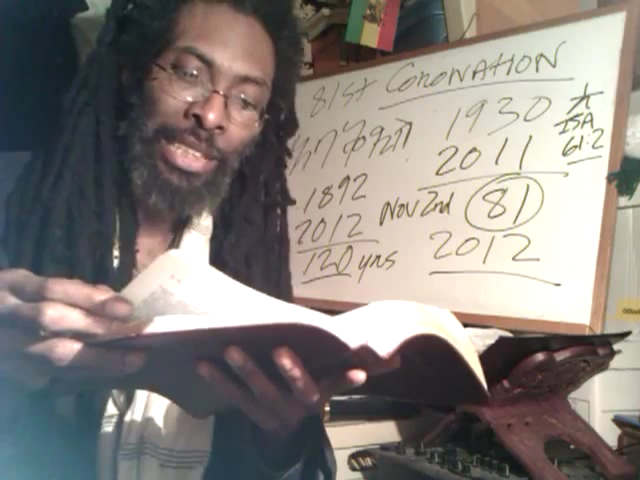 81ST CORONATION
1930
2011
NOV 2nd 81
2012
1892
2012
120 yrs
ISA
61:2